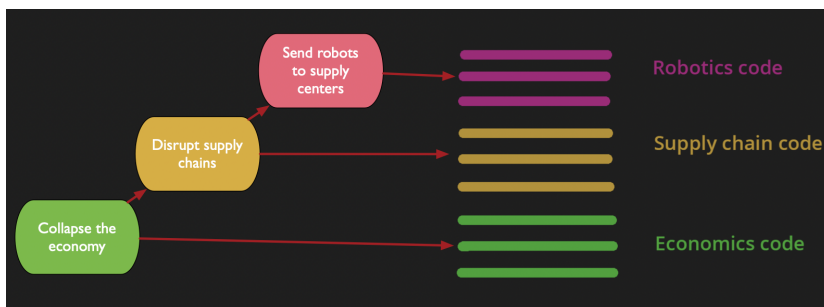 Send robots
to supply
centers
Robotics code
Disrupt supply
chains
Supply chain code
Collapse the
economy
Economics code